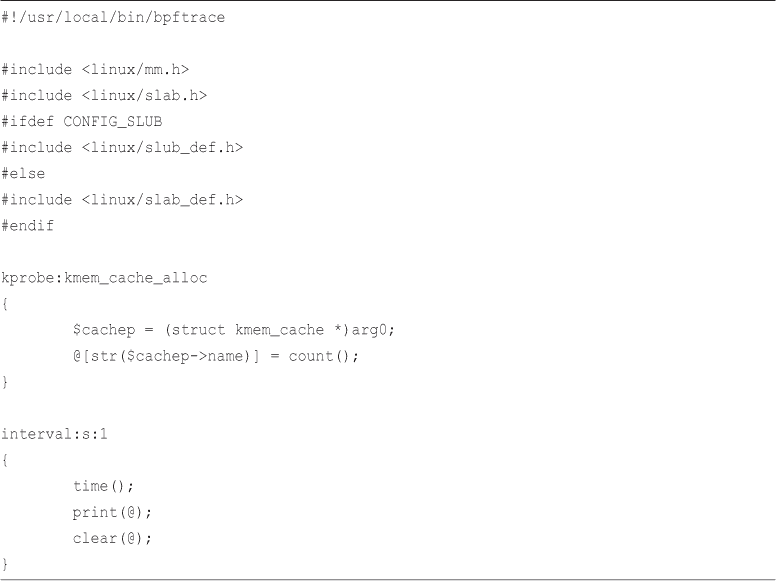 #!/usr/local/bin/bpftrace
#include <linux/mm.h>
#include <linux/slab.h>
#ifdef CONFIG_SLUB
#include <linux/slub_def.h>
#else
#include <linux/slab_def.h>
#endif
kprobe:kmem_cache_alloc
{
        $cachep = (struct kmem_cache *)arg0;
        @[str($cachep->name)] = count();
}
interval:s:1
{
        time();
        print(@);
        clear(@);
}